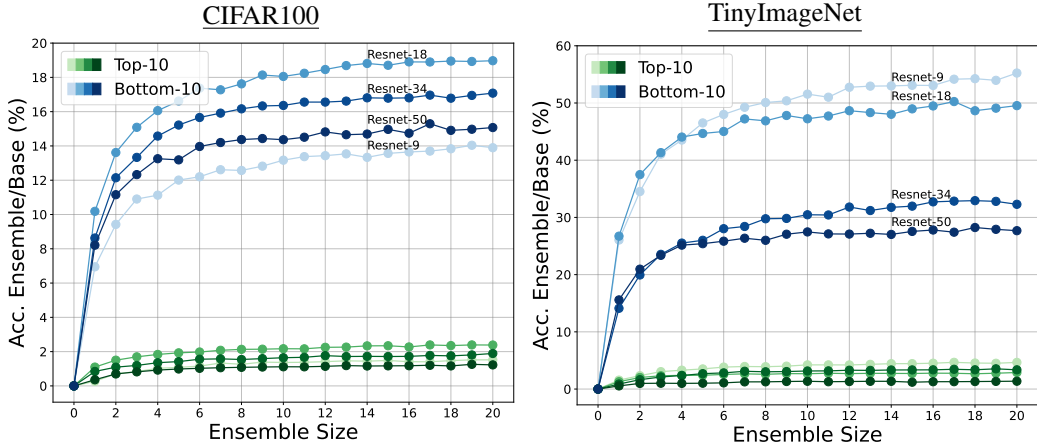 CIFAR100
Acc. Ensemble/Base (%)
20
18
16
14
12
10
8
6
4
2
0
Top-10
Bottom-10
Resnet-18
Resnet-34
Resnet-50
Resnet-9
0 2 4 6 8 10 12 14 16 18 20
Ensemble Size
TinyImageNet
Acc. Ensemble/Base (%)
60
50
40
30
20
10
0
Top-10
Bottom-10
Resnet-9
Resnet-18
Resnet-34
Resnet-50
0 2 4 6 8 10 12 14 16 18 20
Ensemble Size